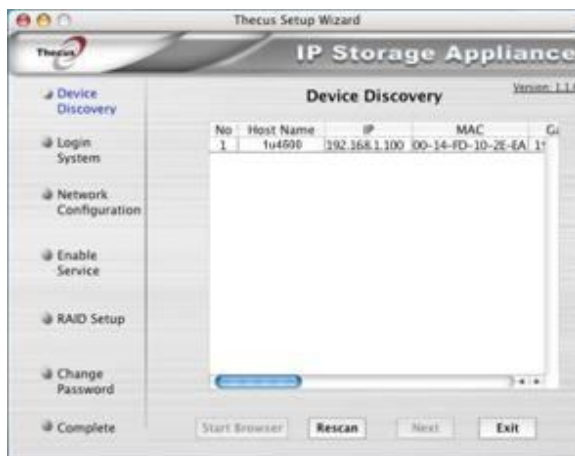 Thecus Setup Wizard
Thecus
IP Storage Appliance
Version: 1.1.
Device Discovery
Device
Discovery
Login
System
Network
Configuration
Enable
Service
RAID Setup
Change
Password
Complete
No Host Name IP MAC
1 1u4600 192.168.1.100 00-14-FD-10-2E-EA
Start Browser Rescan Next Exit